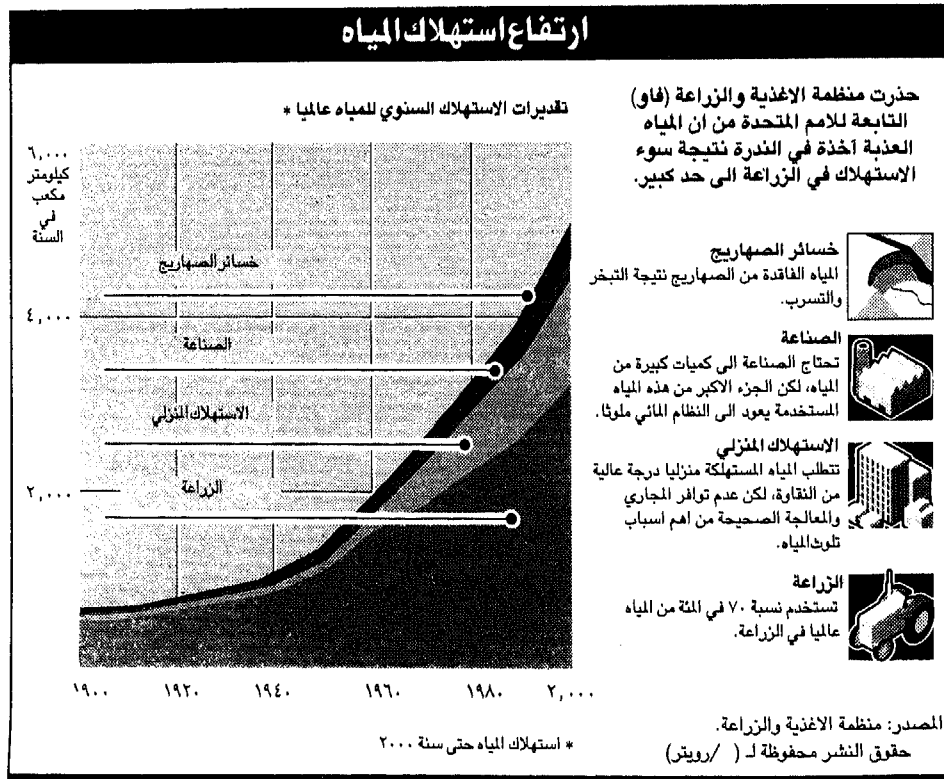 ارتفاع استهلاك المياه
حذرت منظمة الاغذية والزراعة (فاو)
التابعة للامم المتحدة من ان المياه
العذبة آخذة في الندرة نتيجة سوء
الاستهلاك في الزراعة الى حد كبير.
خسائر الصهاريج
المياه الفاقدة من الصهاريج نتيجة التبخر
والتسرب.
الصناعة
تحتاج الصناعة الى كميات كبيرة من
المياه، لكن الجزء الاكبر من هذه المياه
المستخدمة يعود الى النظام المائي ملوثا.
الاستهلاك المنزلي
تتطلب المياه المستهلكة منزليا درجة عالية
من النقاوة، لكن عدم توافر المجاري
والمعالجة الصحيحة من اهم اسباب
تلوث المياه.
الزراعة
تستخدم نسبة ٧٠ في المئة من المياه
عالميا في الزراعة.
المصدر: منظمة الاغذية والزراعة.
حقوق النشر محفوظة لـ ( /رويتر)
تقديرات الاستهلاك السنوي للمياه عالميا *
٦,٠٠٠
كيلومتر
مكعب
في
السنة
٤,٠٠٠
٢,٠٠٠
خسائر الصهاريج
الصناعة
الاستهلاك المنزلي
الزراعة
١٩٠٠ ١٩٢٠ ١٩٤٠ ١٩٦٠ ١٩٨٠ ٢,٠٠٠
* استهلاك المياه حتى سنة ٢٠٠٠